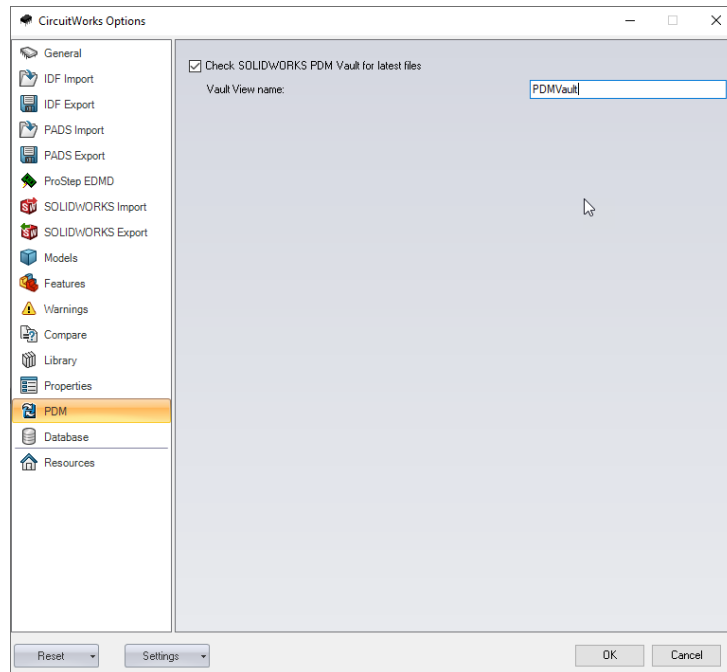 CircuitWorks Options
General
IDF Import
IDF Export
PADS Import
PADS Export
ProStep EDMD
SOLIDWORKS Import
SOLIDWORKS Export
Models
Features
Warnings
Compare
Library
Properties
PDM
Database
Resources
Check SOLIDWORKS PDM Vault for latest files
Vault View name: PDMVault
Reset Settings OK Cancel